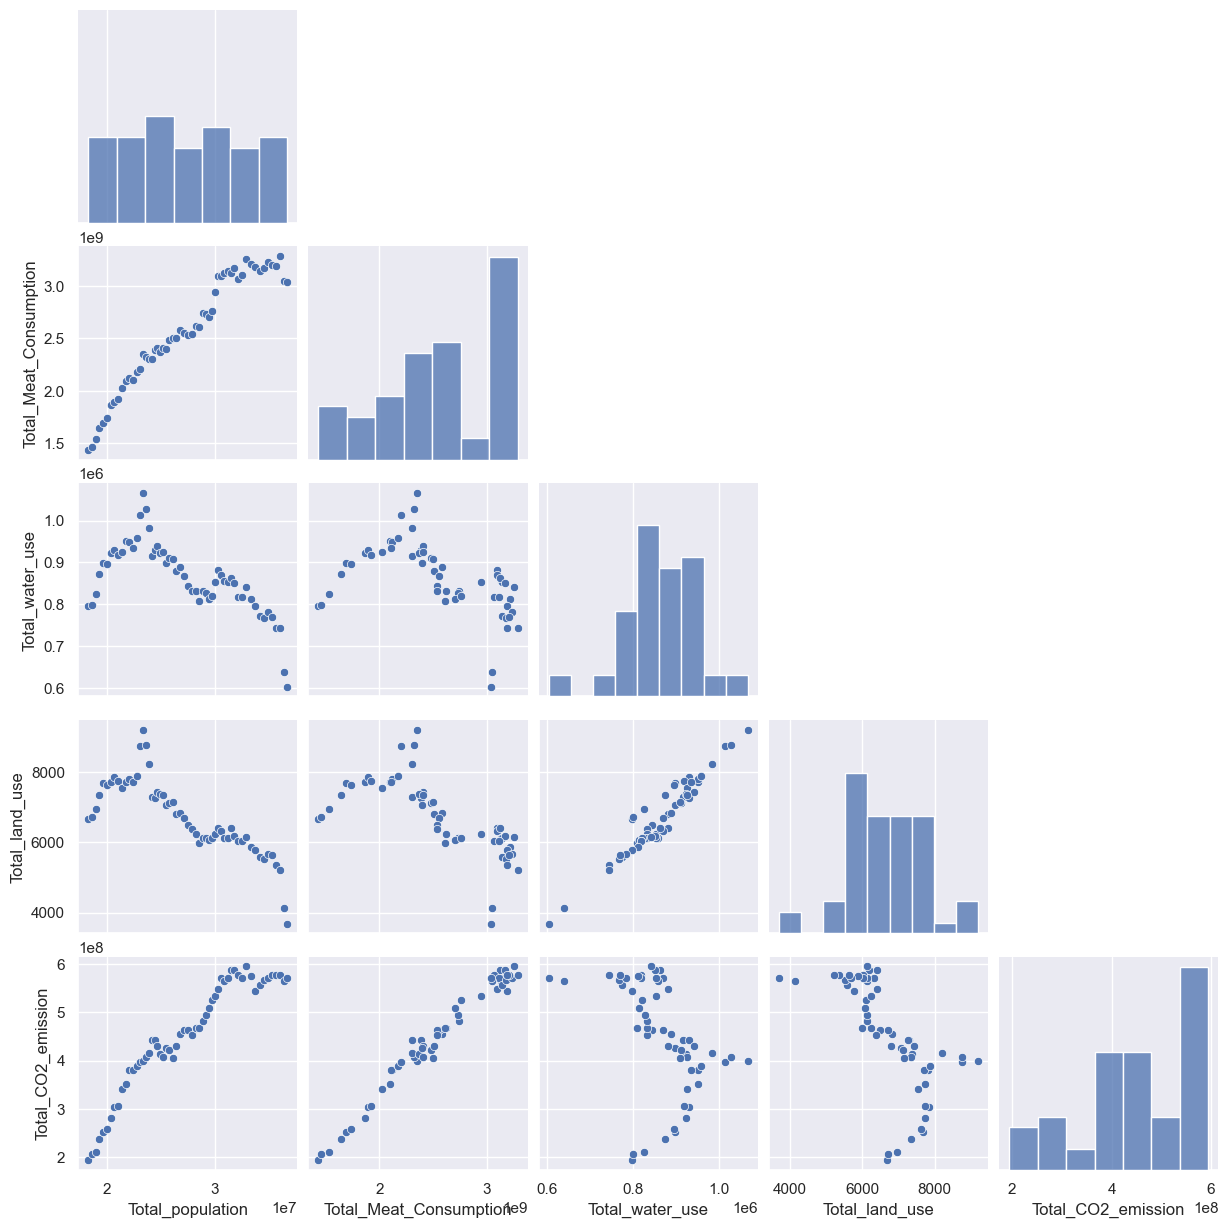 1e9
Total_Meat_Consumption
3.0
2.5
2.0
1.5
1e6
Total_water_use
1.0
0.9
0.8
0.7
0.6
Total_land_use
8000
6000
4000
1e8
Total_CO2_emission
6
5
4
3
2
2 3 2 3 0.6 0.8 1.0 4000 6000 8000 2 4 6
Total_population 1e7 Total_Meat_Consumption 1e9 Total_water_use 1e6 Total_land_use Total_CO2_emission 1e8